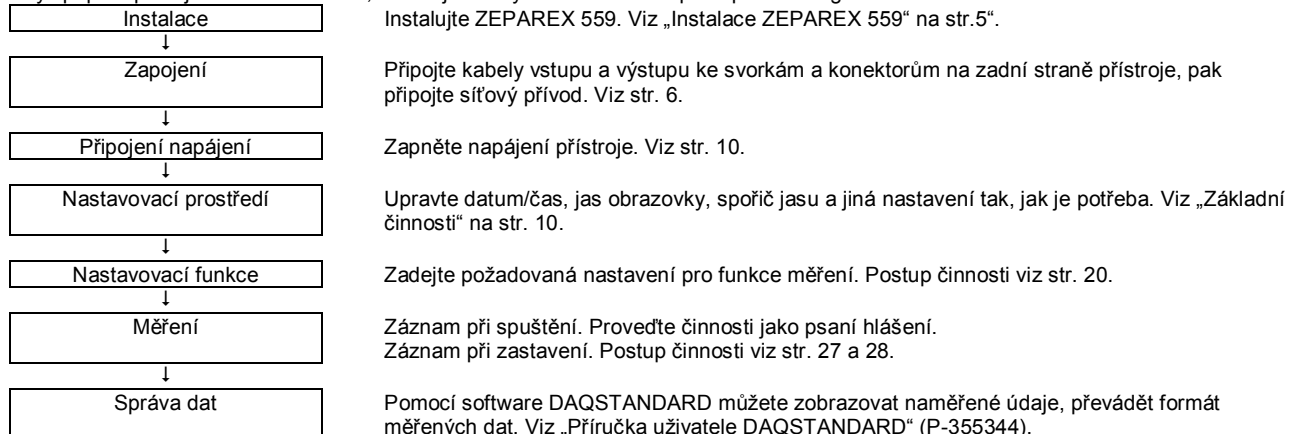 Instalace
Instalujte ZEPAREX 559. Viz „Instalace ZEPAREX 559“ na str.5“.
↓
Zapojení
Připojte kabely vstupu a výstupu ke svorkám a konektorům na zadní straně přístroje, pak
připojte síťový přívod. Viz str. 6.
↓
Připojení napájení
Zapněte napájení přístroje. Viz str. 10.
↓
Nastavovací prostředí
Upravte datum/čas, jas obrazovky, spořič jasu a jiná nastavení tak, jak je potřeba. Viz „Základní
činnosti“ na str. 10.
↓
Nastavovací funkce
Zadejte požadovaná nastavení pro funkce měření. Postup činnosti viz str. 20.
↓
Měření
Záznam při spuštění. Proveďte činnosti jako psaní hlášení.
Záznam při zastavení. Postup činnosti viz str. 27 a 28.
↓
Správa dat
Pomocí software DAQSTANDARD můžete zobrazovat naměřené údaje, převádět formát
měřených dat. Viz „Příručka uživatele DAQSTANDARD“ (P-355344).